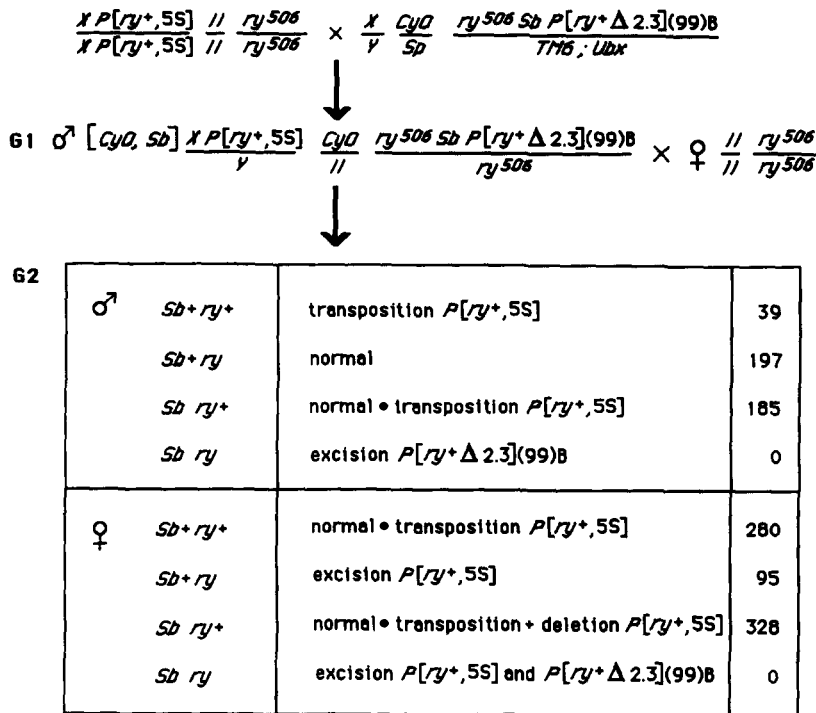 X P[ry+,5S] // ry506 × X CyO ry506 Sb P[ry+ Δ 2.3](99)B
X P[ry+,5S] // ry506 Y Sp TM6; Ubx
G1 ♂ [CyO, Sb] X P[ry+,5S] CyO ry506 Sb P[ry+ Δ 2.3](99)B × ♀ // ry506
Y // ry506 // ry506
G2
♂ Sb+ry+ transposition P[ry+,5S] 39
Sb+ry normal 197
Sb ry+ normal • transposition P[ry+,5S] 185
Sb ry excision P[ry+ Δ 2.3](99)B 0
♀ Sb+ry+ normal • transposition P[ry+,5S] 280
Sb+ry excision P[ry+,5S] 95
Sb ry+ normal • transposition + deletion P[ry+,5S] 328
Sb ry excision P[ry+,5S] and P[ry+ Δ 2.3](99)B 0